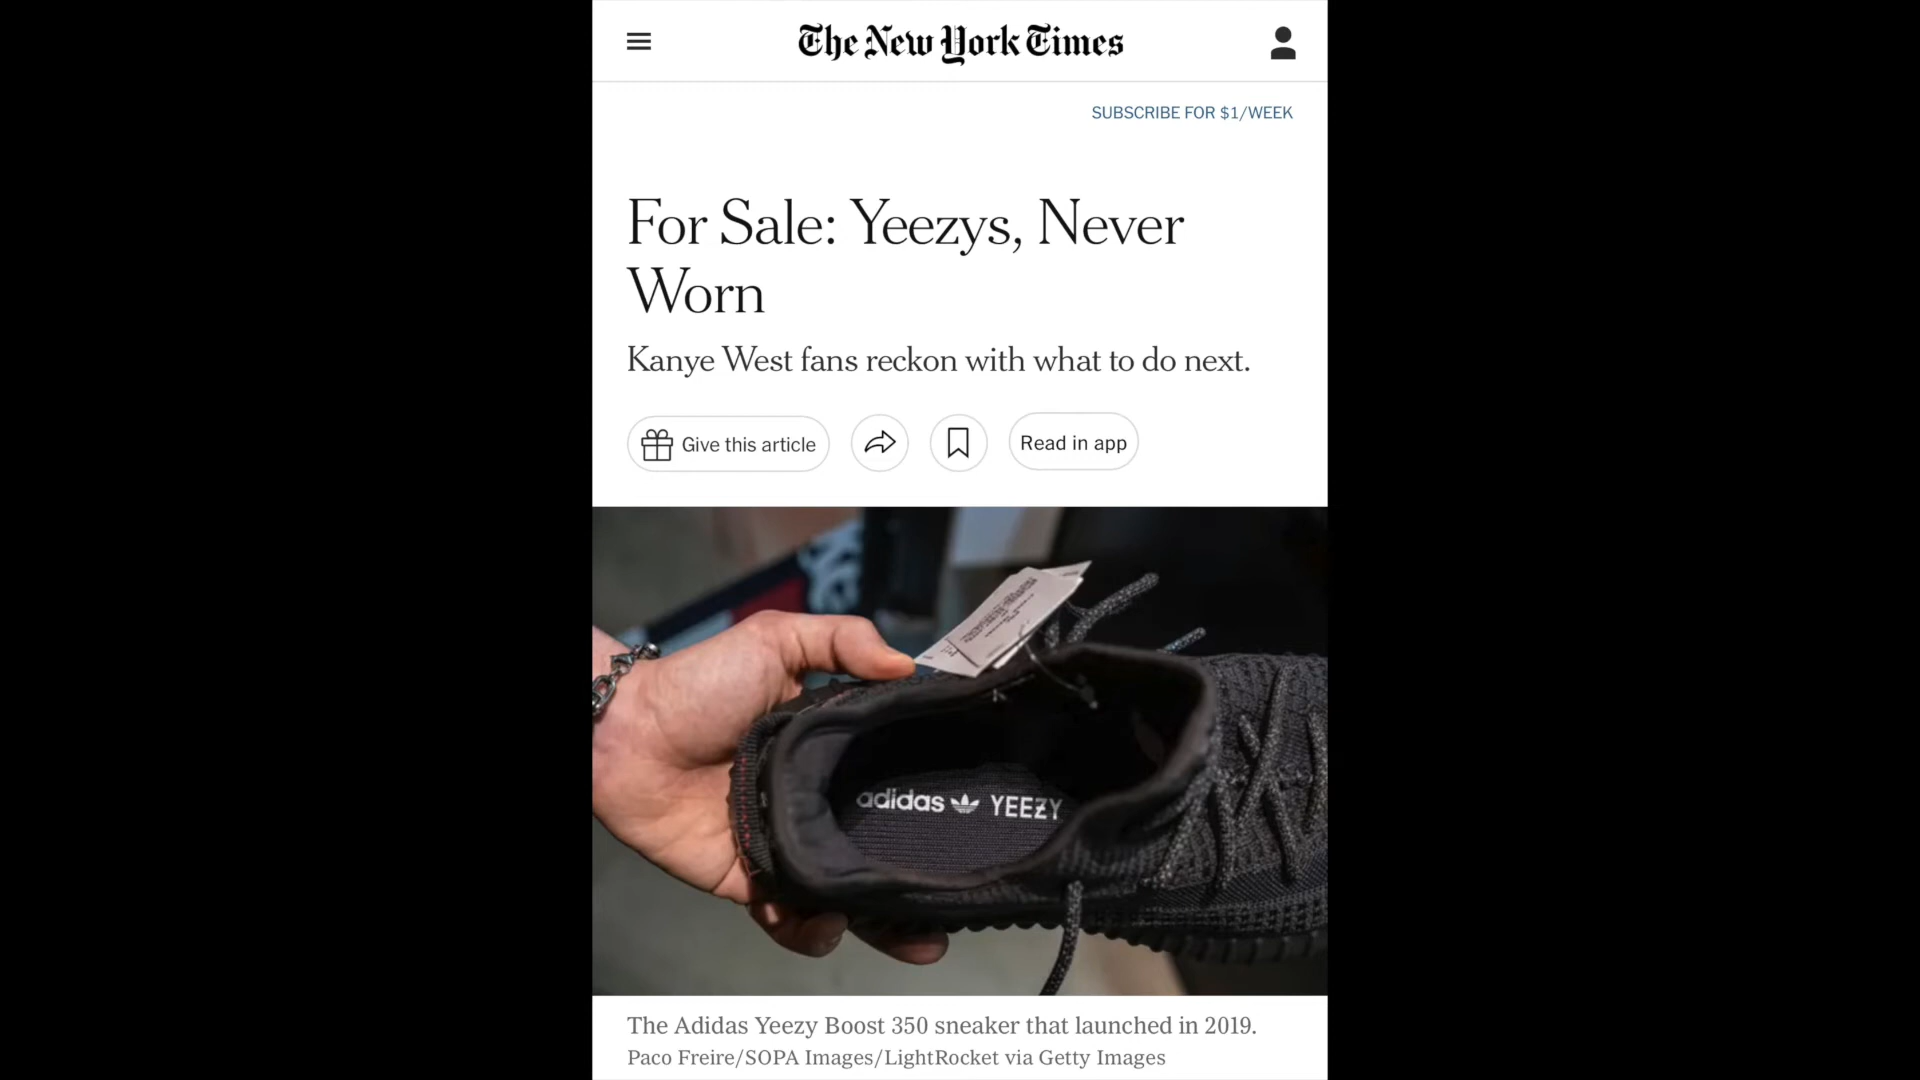 The New York Times
SUBSCRIBE FOR $1/WEEK
For Sale: Yeezys, Never
Worn
Kanye West fans reckon with what to do next.
Give this article
Read in app
adidas YEEZY
The Adidas Yeezy Boost 350 sneaker that launched in 2019.
Paco Freire/SOPA Images/LightRocket via Getty Images